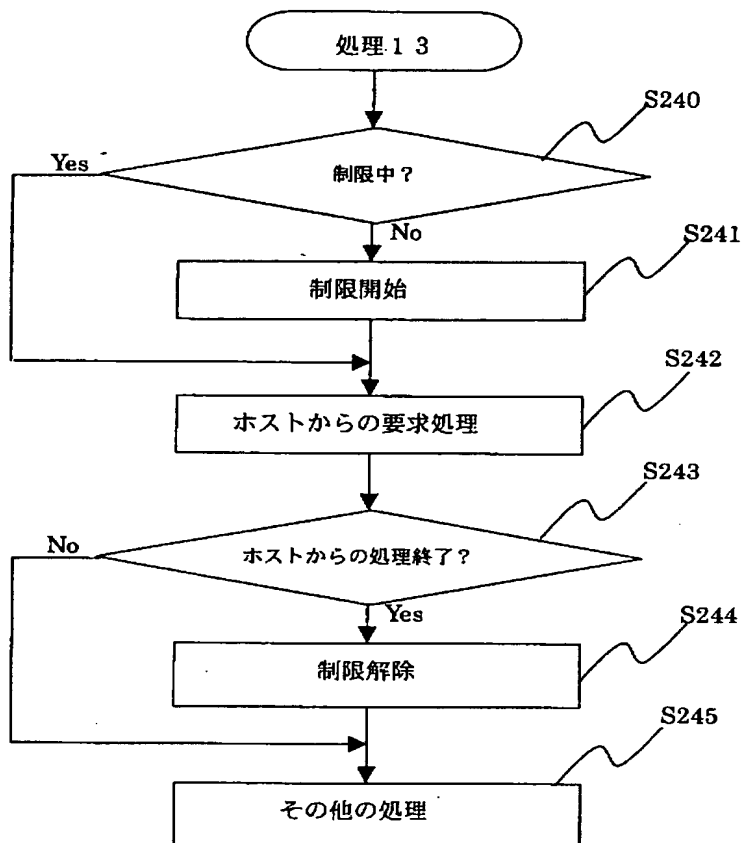 処理１３
S240
Yes
制限中？
No
S241
制限開始
S242
ホストからの要求処理
S243
No
ホストからの処理終了？
Yes
S244
制限解除
S245
その他の処理